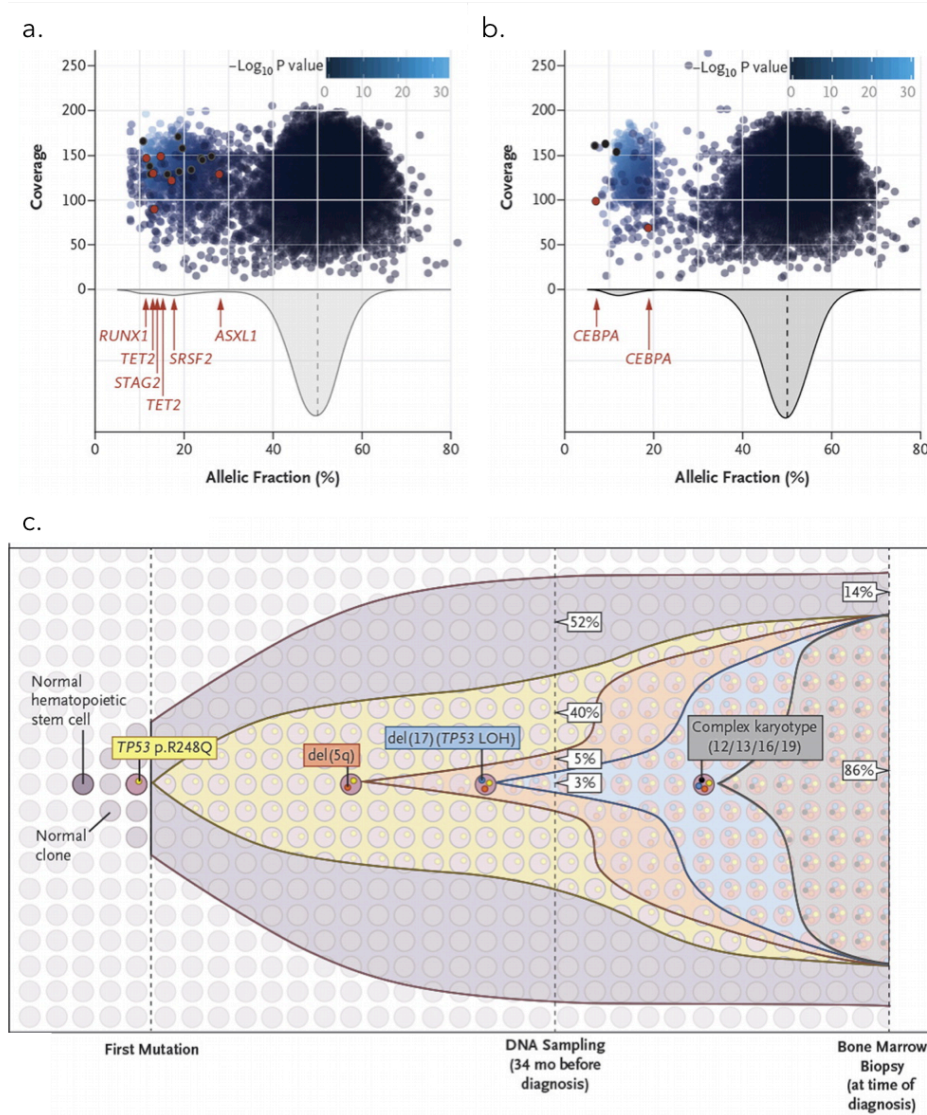 a.
−Log10 P value
0 10 20 30
250
200
150
100
50
0
Coverage
RUNX1
TET2
STAG2
TET2
SRSF2
ASXL1
0 20 40 60 80
Allelic Fraction (%)
b.
−Log10 P value
0 10 20 30
250
200
150
100
50
0
Coverage
CEBPA
CEBPA
0 20 40 60 80
Allelic Fraction (%)
c.
Normal
hematopoietic
stem cell
TP53 p.R248Q
Normal
clone
del(5q)
del(17)(TP53 LOH)
52%
40%
5%
3%
Complex karyotype
(12/13/16/19)
14%
86%
First Mutation
DNA Sampling
(34 mo before
diagnosis)
Bone Marrow
Biopsy
(at time of
diagnosis)